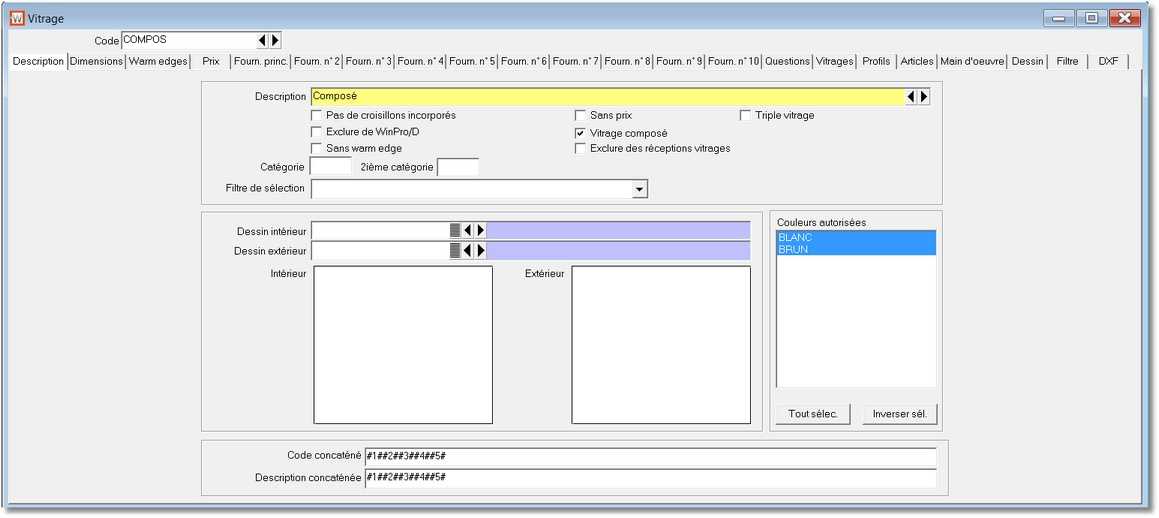 W Vitrage
Code COMPOS
Description Dimensions Warm edges Prix Fourn. princ. Fourn. n° 2 Fourn. n° 3 Fourn. n° 4 Fourn. n° 5 Fourn. n° 6 Fourn. n° 7 Fourn. n° 8 Fourn. n° 9 Fourn. n° 10 Questions Vitrages Profils Articles Main d'oeuvre Dessin Filtre DXF
Description Composé
Pas de croisillons incorporés Sans prix Triple vitrage
Exclure de WinPro/D Vitrage composé
Sans warm edge Exclure des réceptions vitrages
Catégorie 2ième catégorie
Filtre de sélection
Dessin intérieur
Dessin extérieur
Intérieur Extérieur
Couleurs autorisées
BLANC
BRUN
Tout sélec. Inverser sél.
Code concaténé #1##2##3##4##5#
Description concaténée #1##2##3##4##5#